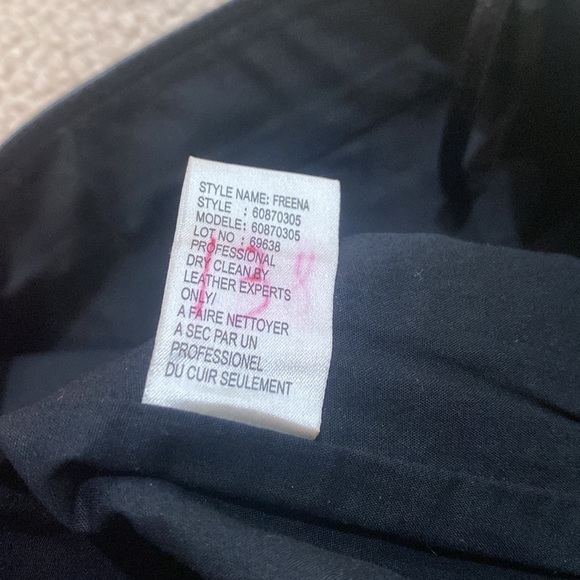 STYLE NAME: FREENA
STYLE : 60870305
MODELE: 60870305
LOT NO : 69638
PROFESSIONAL
DRY CLEAN BY
LEATHER EXPERTS
ONLY/
A FAIRE NETTOYER
A SEC PAR UN
PROFESSIONEL
DU CUIR SEULEMENT